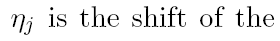 η_j is the shift of the